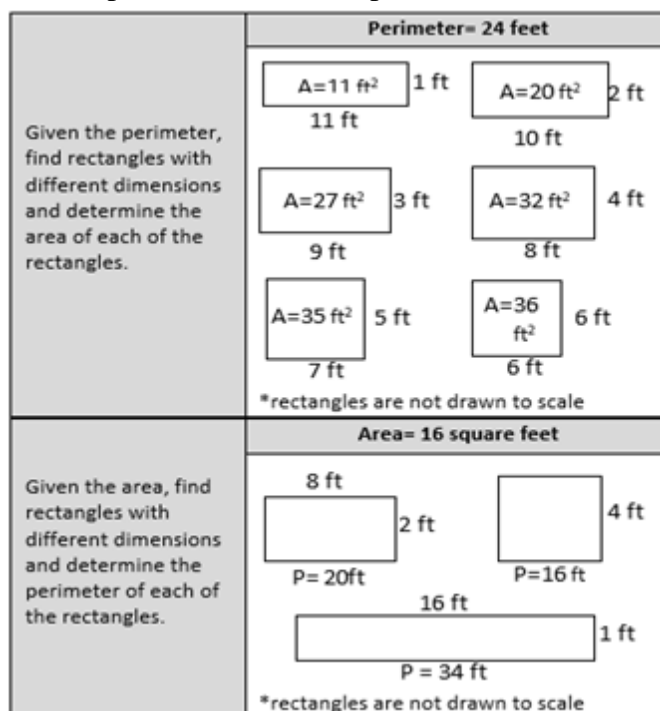 Perimeter= 24 feet
Given the perimeter,
find rectangles with
different dimensions
and determine the
area of each of the
rectangles.
A=11 ft² 1 ft
11 ft
A=20 ft² 2 ft
10 ft
A=27 ft² 3 ft
9 ft
A=32 ft² 4 ft
8 ft
A=35 ft² 5 ft
7 ft
A=36
ft²
6 ft
6 ft
*rectangles are not drawn to scale
Area= 16 square feet
Given the area, find
rectangles with
different dimensions
and determine the
perimeter of each of
the rectangles.
8 ft
2 ft
P= 20ft
4 ft
P=16 ft
16 ft
1 ft
P = 34 ft
*rectangles are not drawn to scale